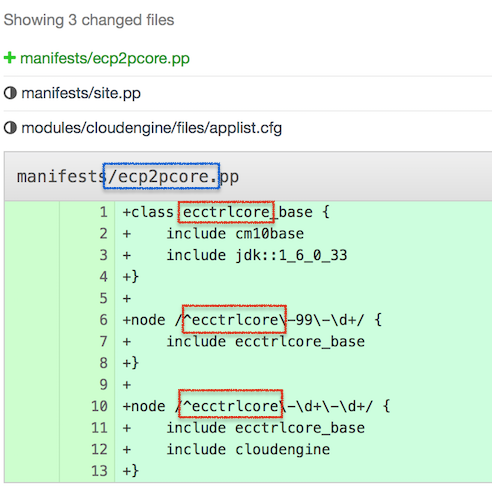 Showing 3 changed files
+ manifests/ecp2pcore.pp
manifests/site.pp
modules/cloudengine/files/applist.cfg
manifests/ecp2pcore.pp
1 +class ecctrlcore_base {
2 +    include cm10base
3 +    include jdk::1_6_0_33
4 +}
5 +
6 +node /^ecctrlcore\-99\-\d+/ {
7 +    include ecctrlcore_base
8 +}
9 +
10 +node /^ecctrlcore\-\d+\-\d+/ {
11 +    include ecctrlcore_base
12 +    include cloudengine
13 +}